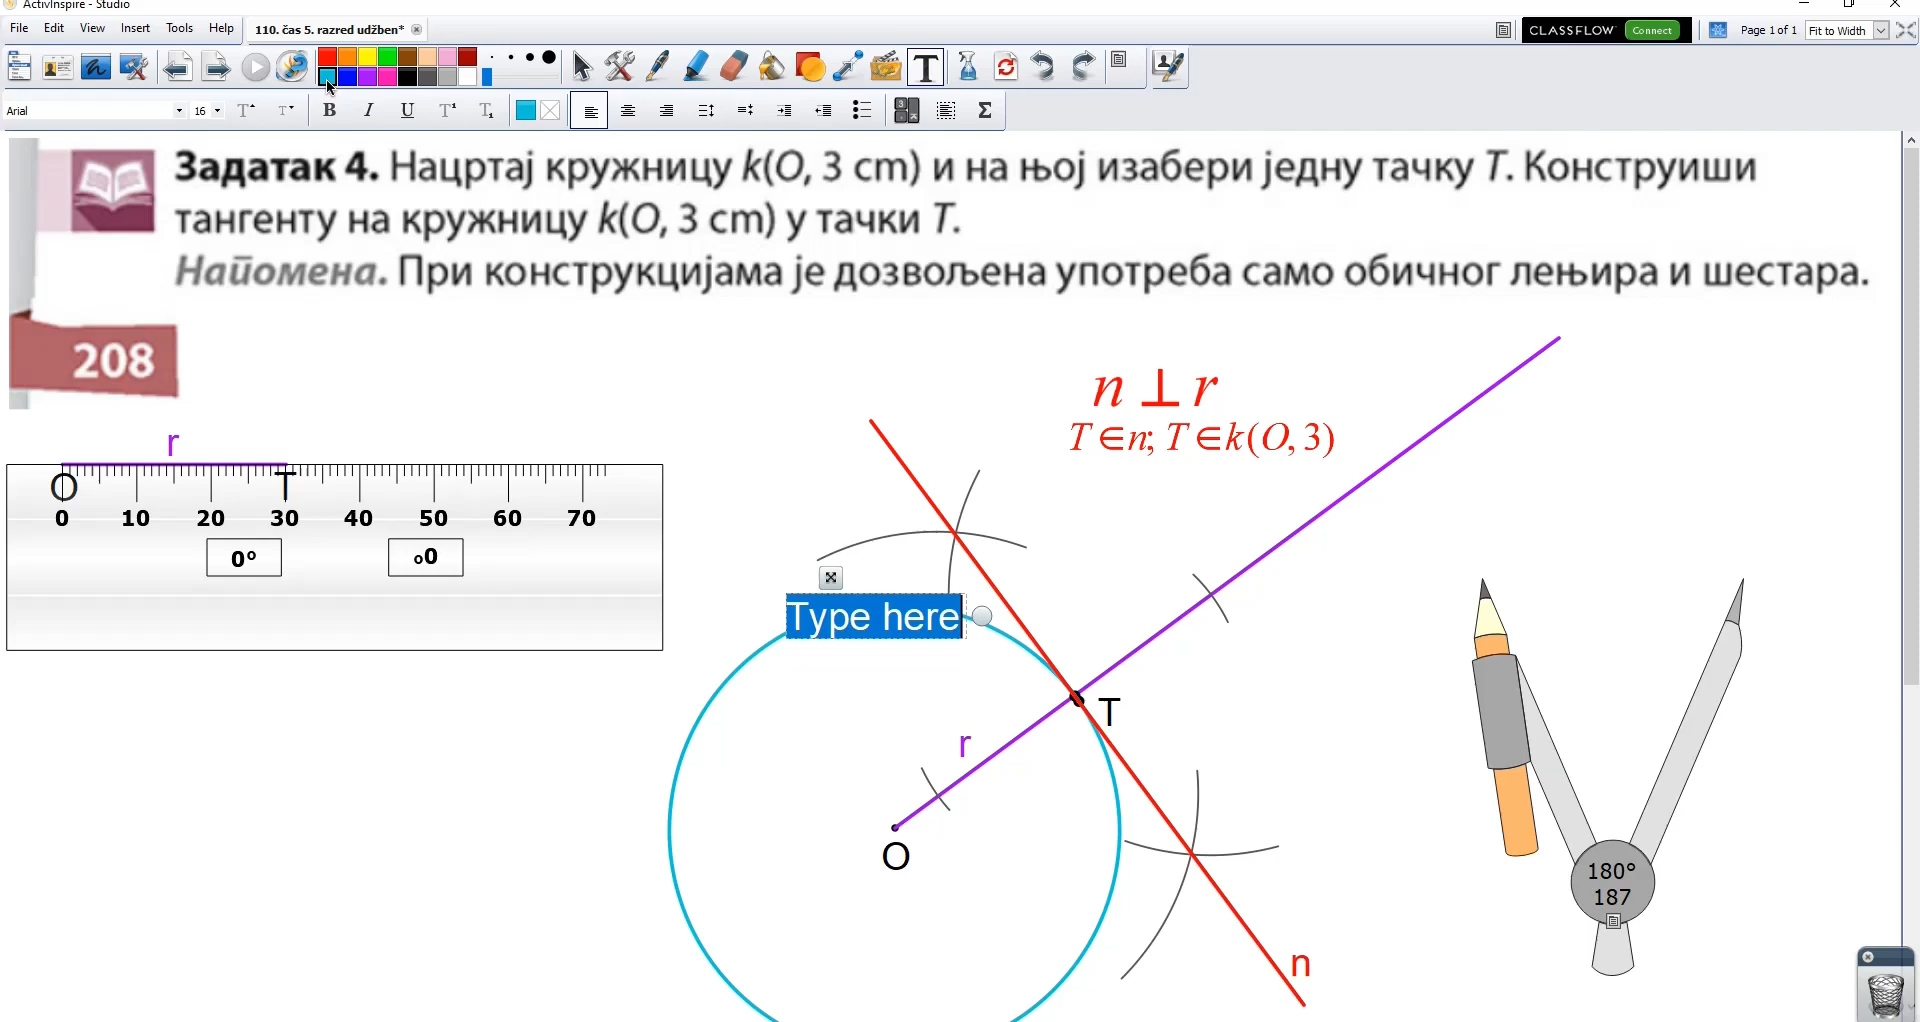 ActivInspire - Studio
File Edit View Insert Tools Help
110. čas 5. razred udžben*
CLASSFLOW Connect
Page 1 of 1
Fit to Width
Arial
16
Задатак 4. Нацртај кружницу k(O, 3 cm) и на њој изабери једну тачку T. Конструиши
тангенту на кружницу k(O, 3 cm) у тачки T.
Напомена. При конструкцијама је дозвољена употреба само обичног лењира и шестара.
208
n ⊥ r
T ∈ n; T ∈ k(O, 3)
r
O T
0 10 20 30 40 50 60 70
0° 0°
Type here
T
r
O
n
180°
187